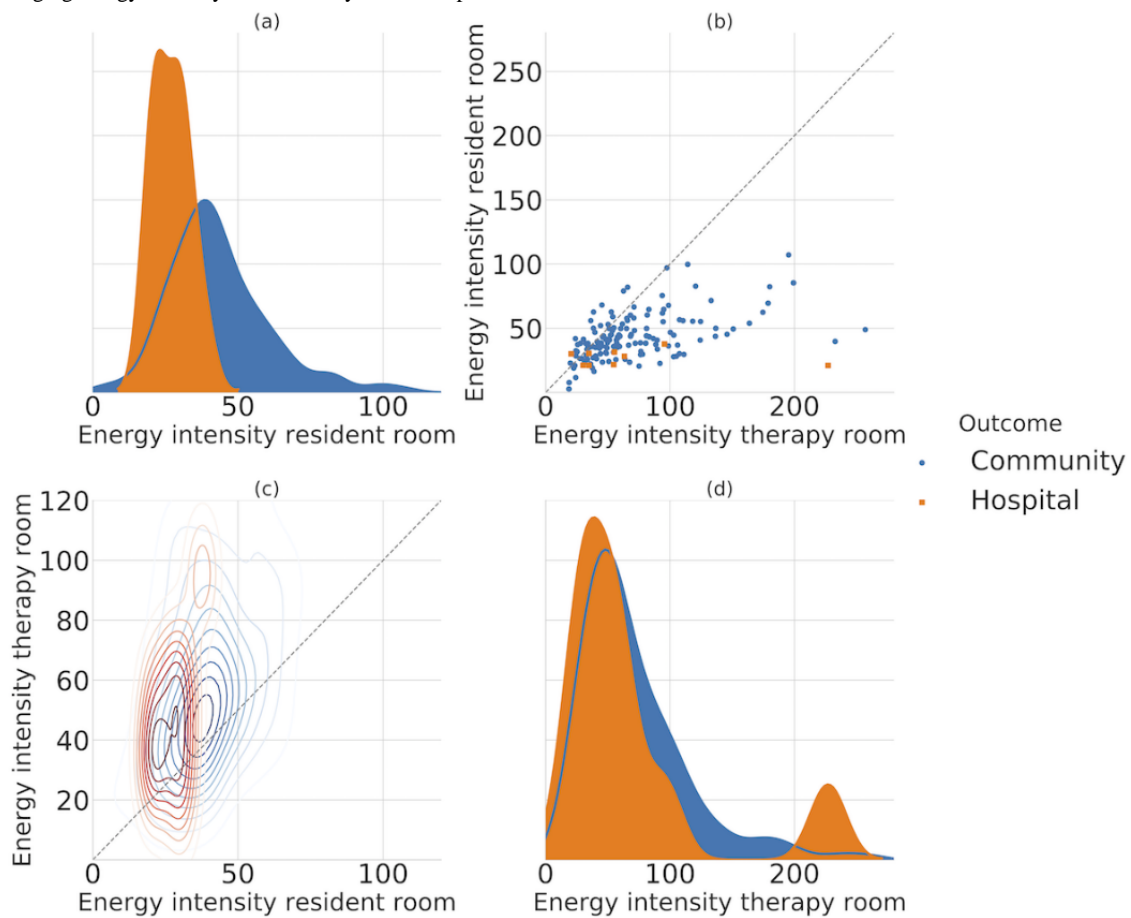 (a)
(b)
0
50
100
Energy intensity resident room
Energy intensity resident room
250
200
150
100
50
0
100
200
Energy intensity therapy room
Outcome
Community
Hospital
(c)
(d)
Energy intensity therapy room
120
100
80
60
40
20
0
50
100
Energy intensity resident room
0
100
200
Energy intensity therapy room